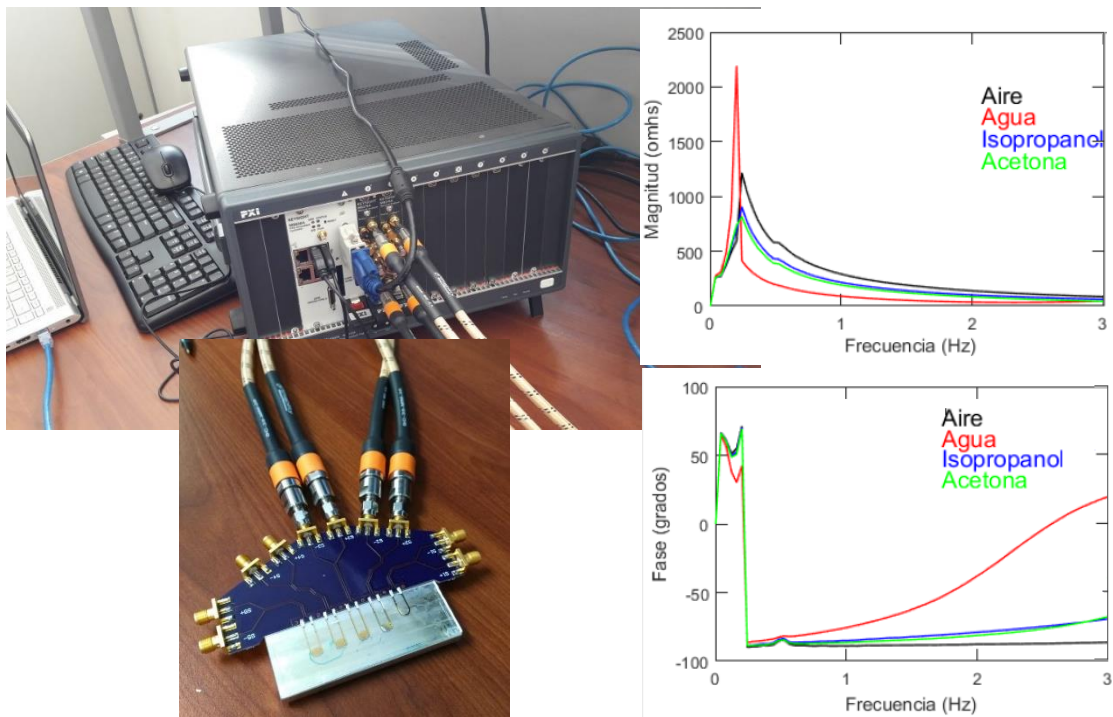 PXI
2500
2000
1500
1000
500
0
Magnitud (omhs)
Aire
Agua
Isopropanol
Acetona
0 1 2 3
Frecuencia (Hz)
100
50
0
-50
-100
Fase (grados)
Aire
Agua
Isopropanol
Acetona
0 1 2 3
Frecuencia (Hz)